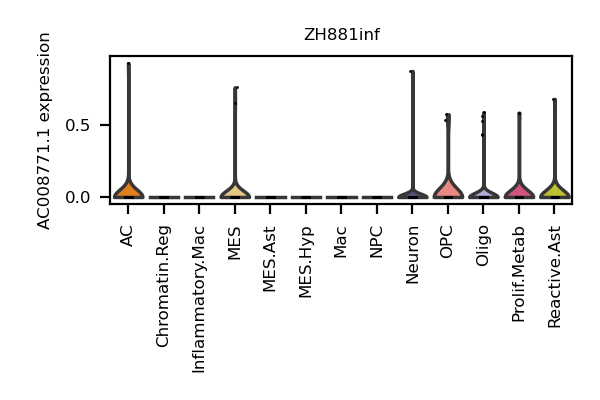 ZH881inf
AC008771.1 expression
0.5
0.0
AC
Chromatin.Reg
Inflammatory.Mac
MES
MES.Ast
MES.Hyp
Mac
NPC
Neuron
OPC
Oligo
Prolif.Metab
Reactive.Ast